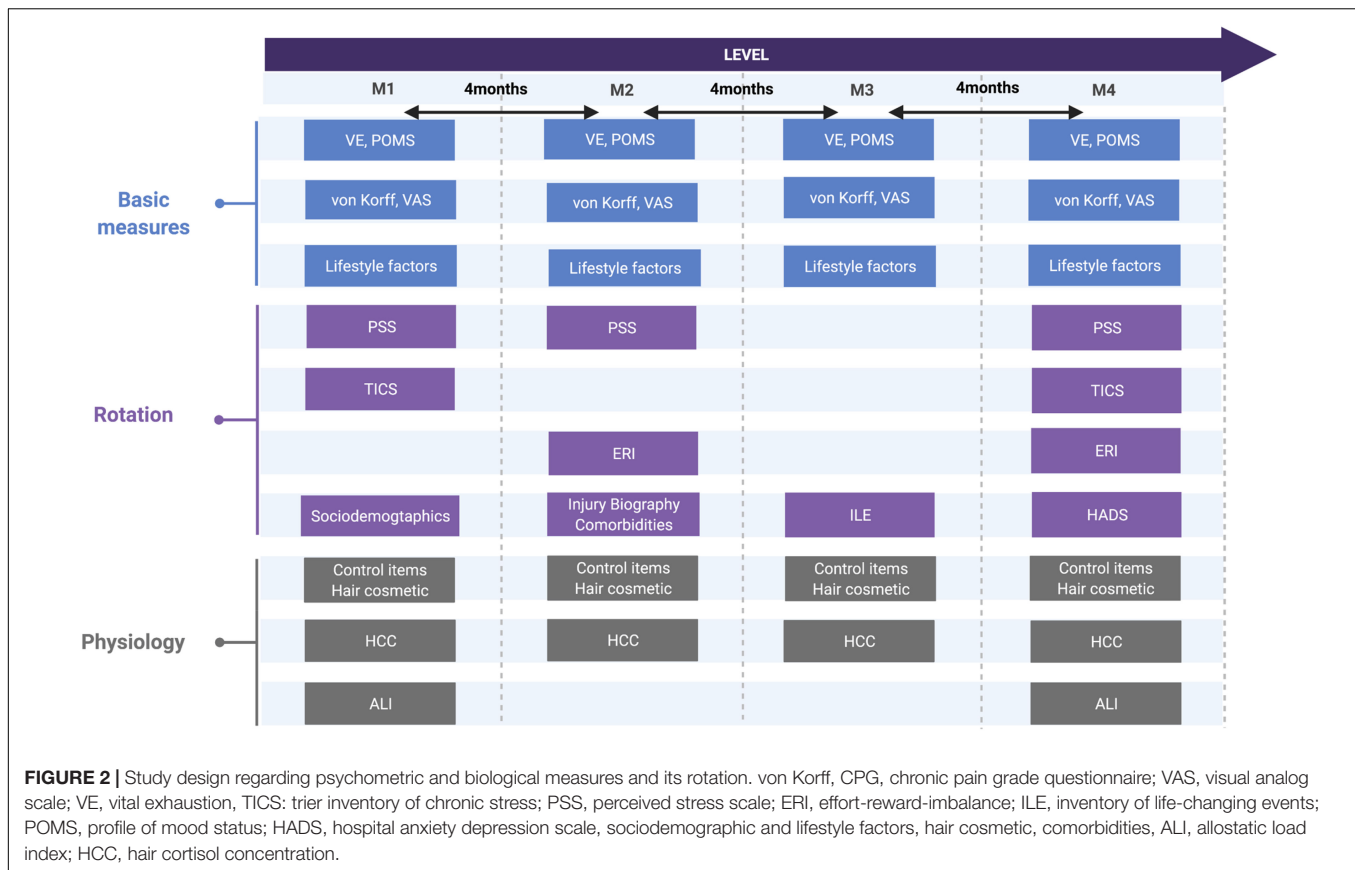 LEVEL
M1 4months M2 4months M3 4months M4
Basic
measures
VE, POMS VE, POMS VE, POMS VE, POMS
von Korff, VAS von Korff, VAS von Korff, VAS von Korff, VAS
Lifestyle factors Lifestyle factors Lifestyle factors Lifestyle factors
Rotation
PSS PSS PSS
TICS TICS
ERI ERI
Sociodemogtaphics
Injury Biography
Comorbidities
ILE
HADS
Physiology
Control items Control items Control items Control items
Hair cosmetic Hair cosmetic Hair cosmetic Hair cosmetic
HCC HCC HCC HCC
ALI ALI
FIGURE 2 | Study design regarding psychometric and biological measures and its rotation. von Korff, CPG, chronic pain grade questionnaire; VAS, visual analog
scale; VE, vital exhaustion, TICS: trier inventory of chronic stress; PSS, perceived stress scale; ERI, effort-reward-imbalance; ILE, inventory of life-changing events;
POMS, profile of mood status; HADS, hospital anxiety depression scale, sociodemographic and lifestyle factors, hair cosmetic, comorbidities, ALI, allostatic load
index; HCC, hair cortisol concentration.